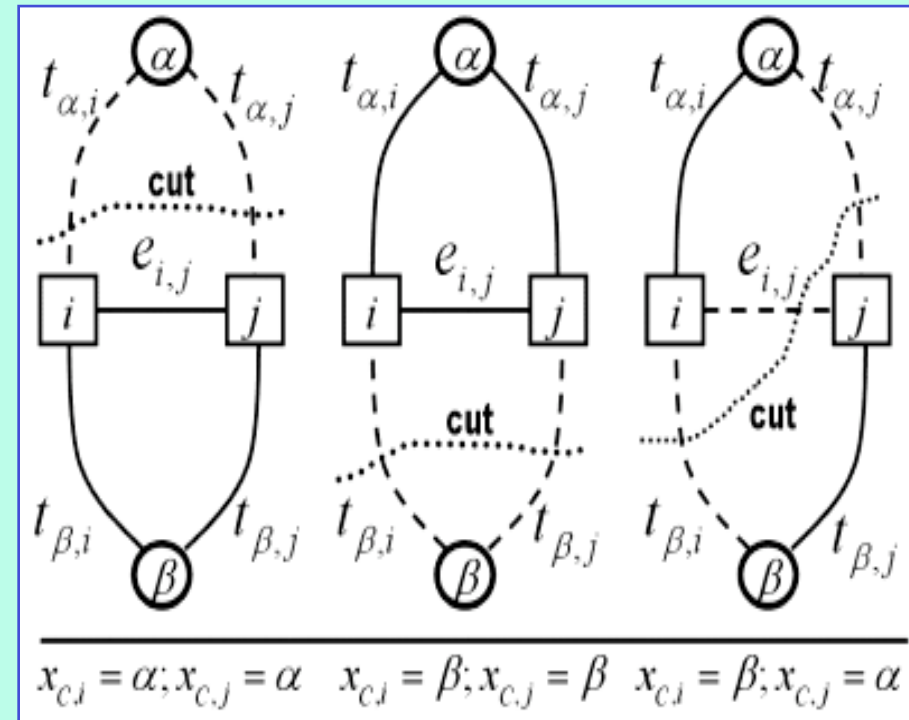 α α α
t_{α,i} t_{α,j} t_{α,i} t_{α,j} t_{α,i} t_{α,j}
cut
e_{i,j} e_{i,j} e_{i,j}
i j i j i j
cut cut
t_{β,i} t_{β,j} t_{β,i} t_{β,j} t_{β,i} t_{β,j}
β β β
x_{c,i} = α; x_{c,j} = α x_{c,i} = β; x_{c,j} = β x_{c,i} = β; x_{c,j} = α